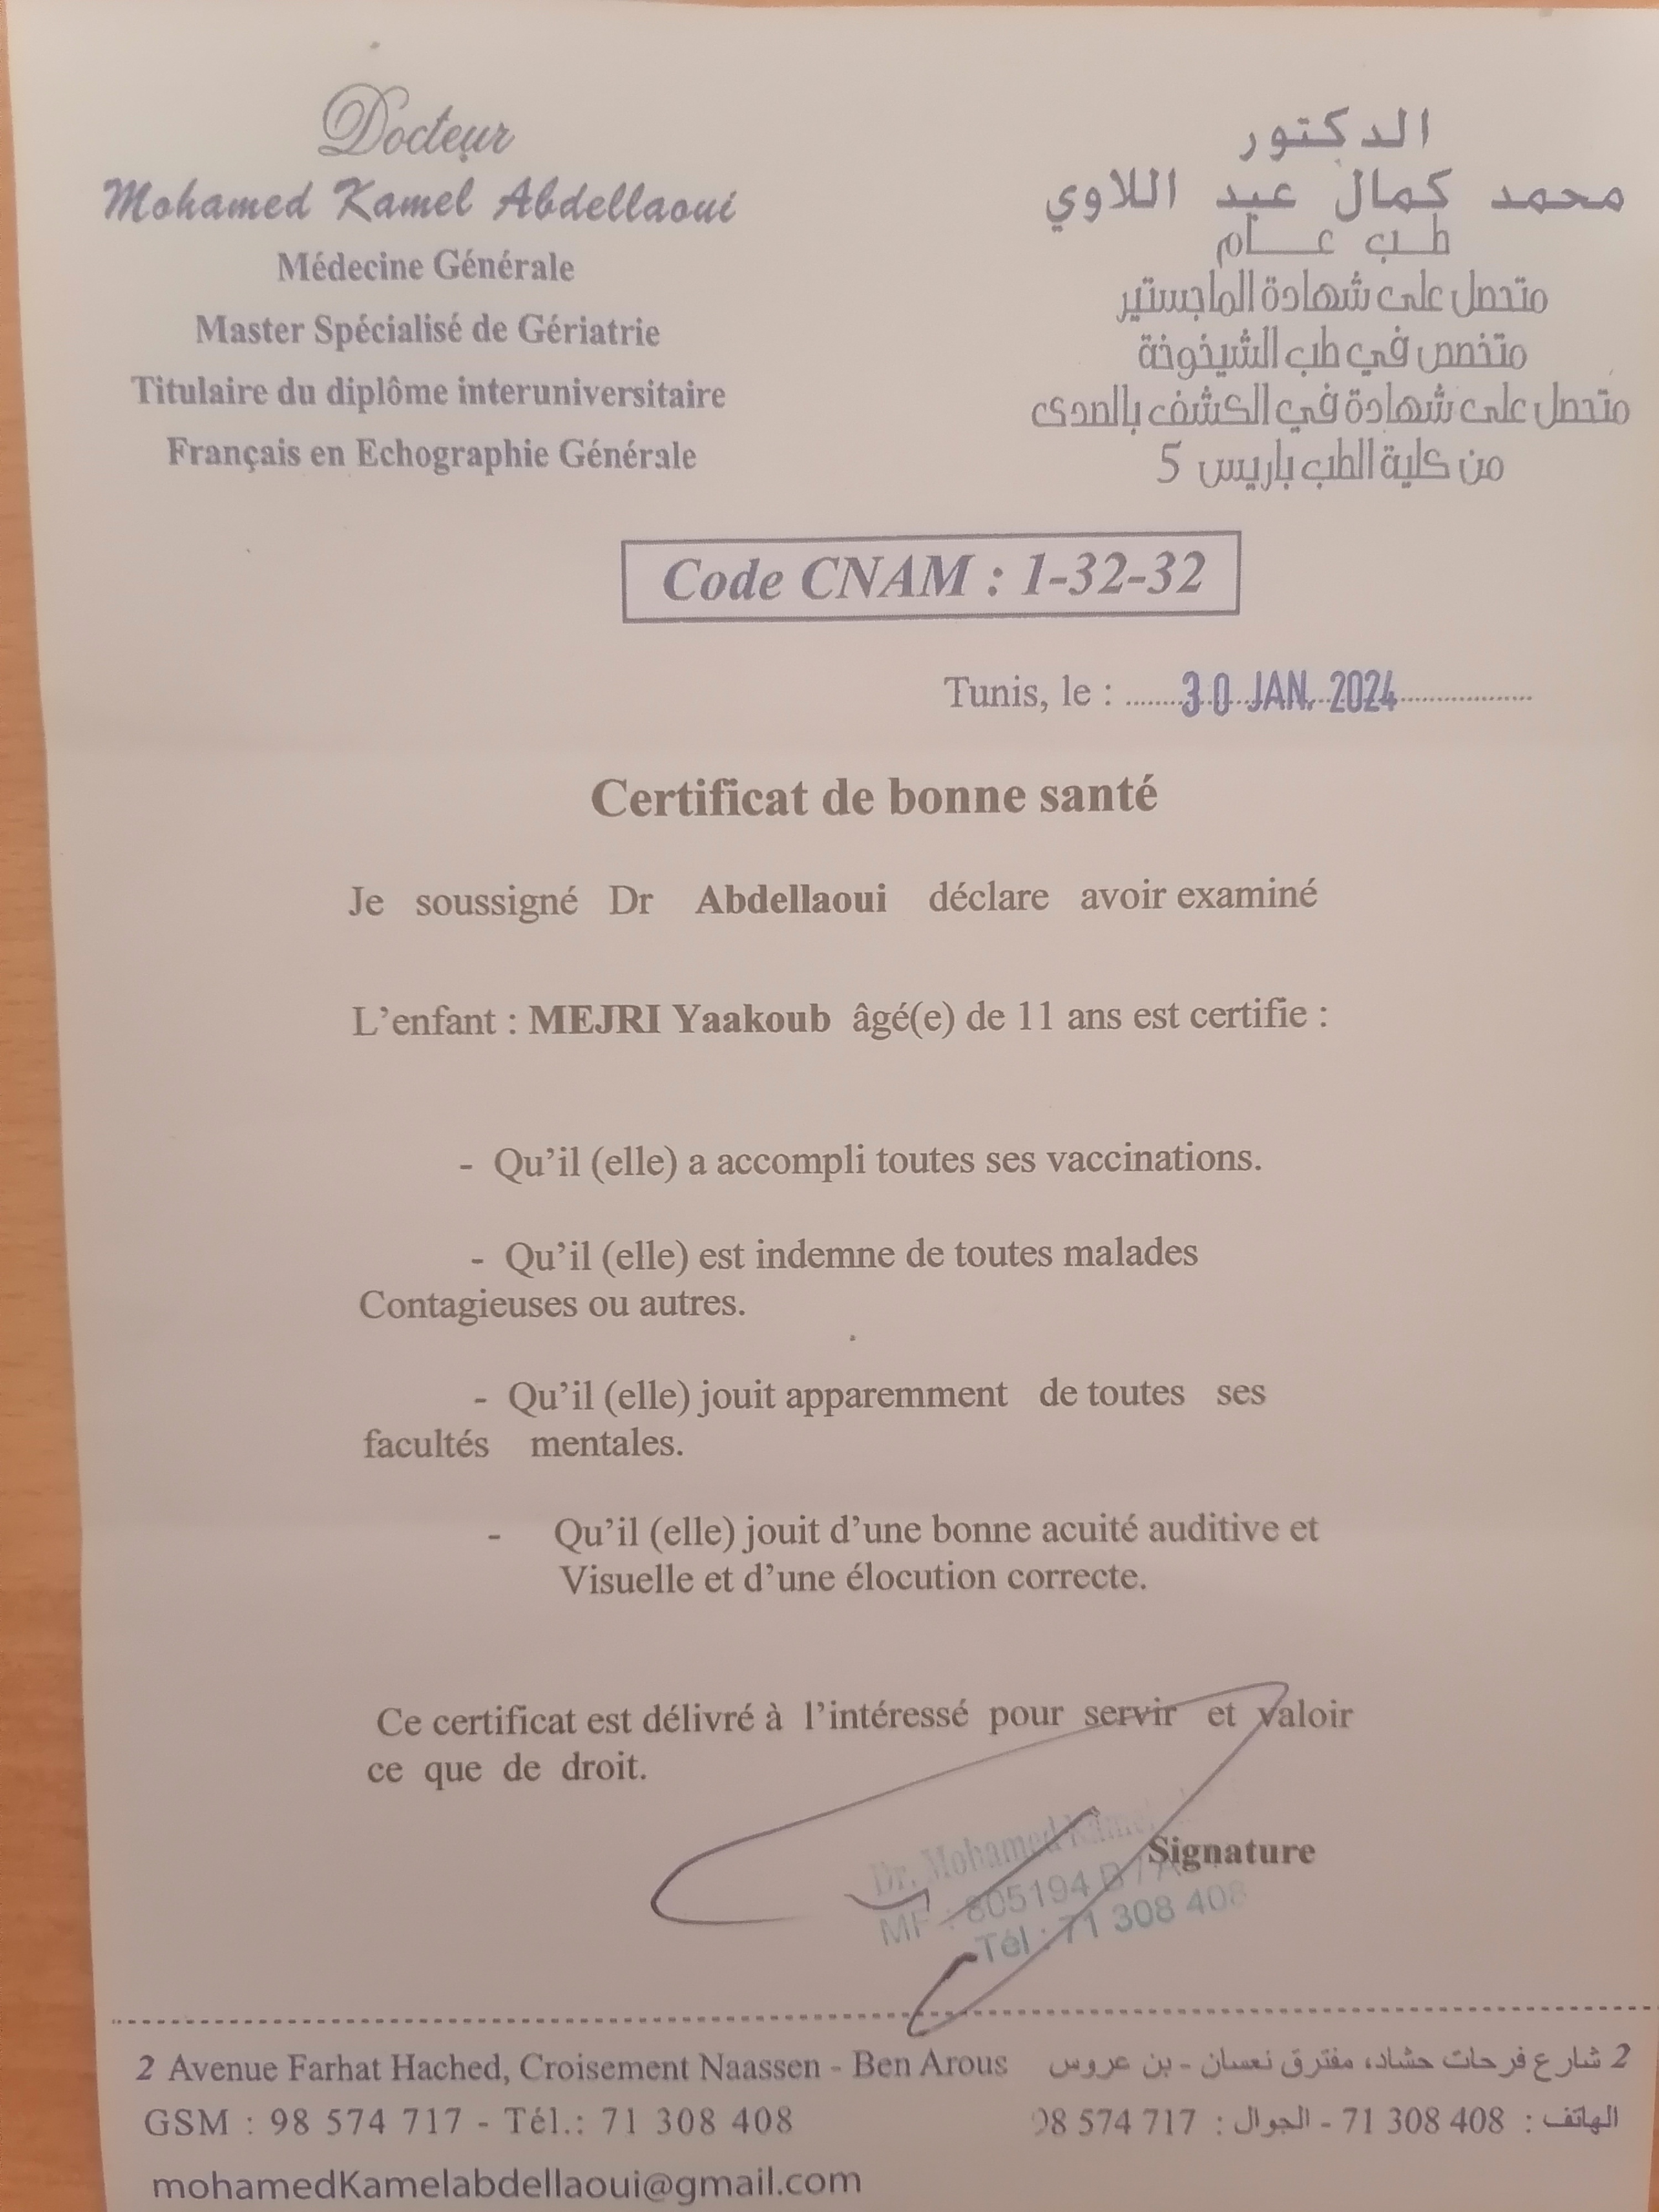 Docteur
Mohamed Kamel Abdellaoui
Médecine Générale
Master Spécialisé de Gériatrie
Titulaire du diplôme interuniversitaire
Français en Echographie Générale
الدكتور
محمد كمال عبد اللاوي
طب عام
متحصل على شهادة الماجستير
متخصص في طب الشيخوخة
متحصل على شهادة في الكشف بالصدى
من كلية الطب باريس 5
Code CNAM : 1-32-32
Tunis, le : 30 JAN. 2024
Certificat de bonne santé
Je soussigné Dr Abdellaoui déclare avoir examiné
L'enfant : MEJRI Yaakoub âgé(e) de 11 ans est certifie :
- Qu'il (elle) a accompli toutes ses vaccinations.
- Qu'il (elle) est indemne de toutes malades
Contagieuses ou autres.
- Qu'il (elle) jouit apparemment de toutes ses
facultés mentales.
- Qu'il (elle) jouit d'une bonne acuité auditive et
Visuelle et d'une élocution correcte.
Ce certificat est délivré à l'intéressé pour servir et valoir
ce que de droit.
Signature
Dr. Mohamed Kamel
MF : 805194 B / A
Tél : 71 308 408
2 Avenue Farhat Hached, Croisement Naassen - Ben Arous
2 شارع فرحات حشاد، مفترق نعسان - بن عروس
GSM : 98 574 717 - Tél.: 71 308 408
الهاتف : 71 308 408 - الجوال : 98 574 717
mohamedKamelabdellaoui@gmail.com